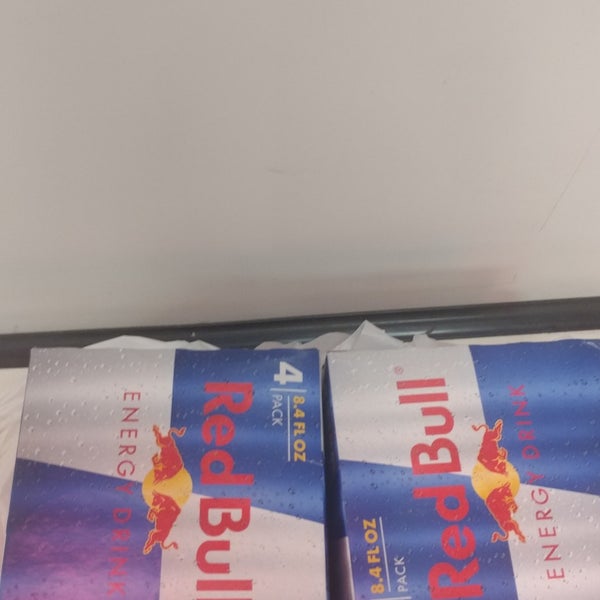 4
PACK
8.4 FL OZ
Red Bull
ENERGY DRINK
8.4 FL OZ
PACK
Red Bull®
ENERGY DRINK